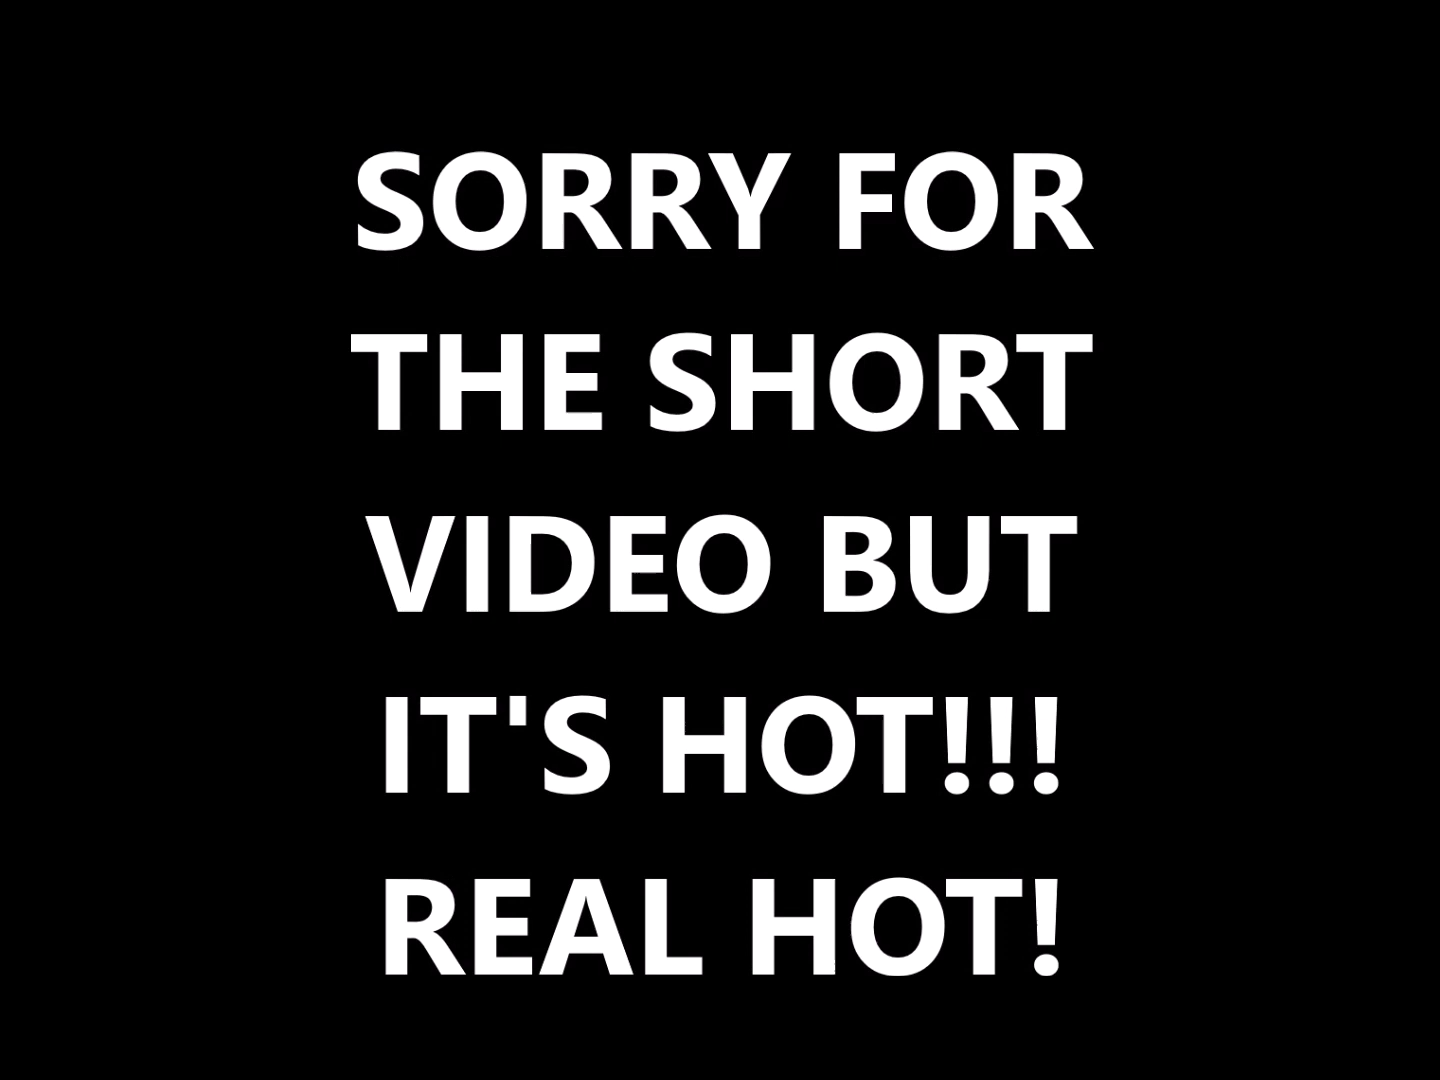 SORRY FOR
THE SHORT
VIDEO BUT
IT'S HOT!!!
REAL HOT!